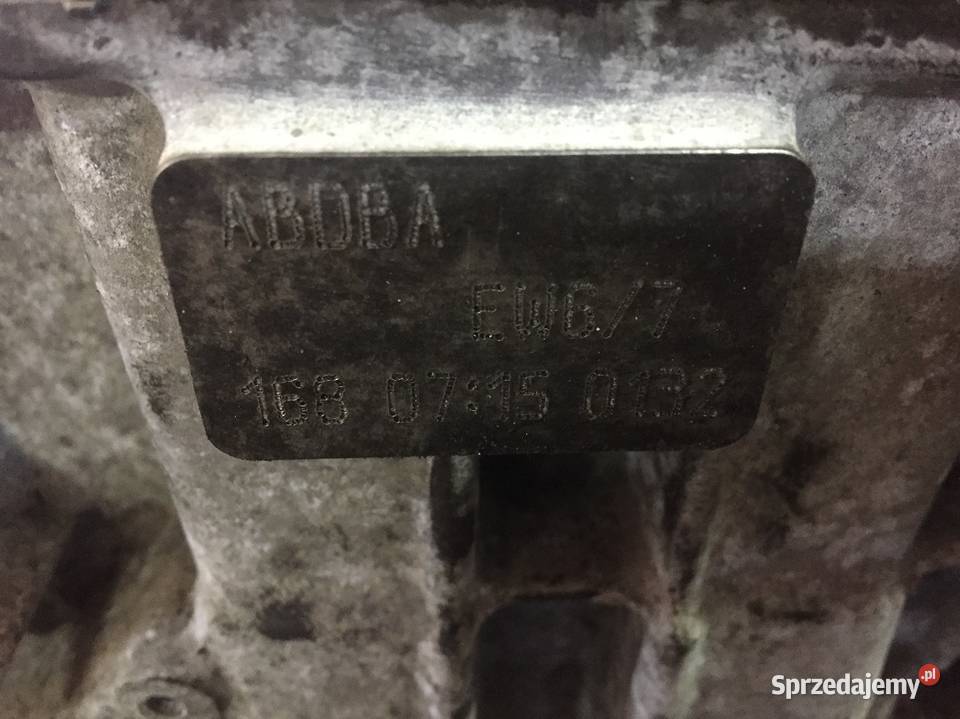 ABDBA
EW6/7
168 07:15 0132
Sprzedajemy.pl